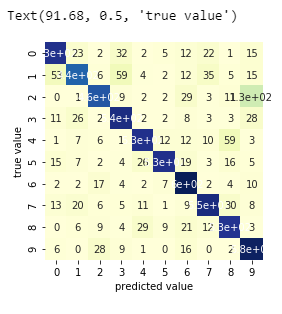 Text(91.68, 0.5, 'true value')
0 23 2 32 2 5 12 22 1 15
1 53 6 59 4 2 12 35 5 15
2 0 1 9 2 2 29 3 11
3 11 26 2 2 2 8 3 3 28
4 1 7 6 1 12 12 10 59 3
5 15 7 2 4 26 19 3 16 5
6 2 2 17 4 2 7 2 4 10
7 13 20 6 5 11 1 9 30 8
8 0 6 9 4 29 9 21 12 3
9 6 0 28 9 1 0 16 0 2
0 1 2 3 4 5 6 7 8 9
predicted value
true value